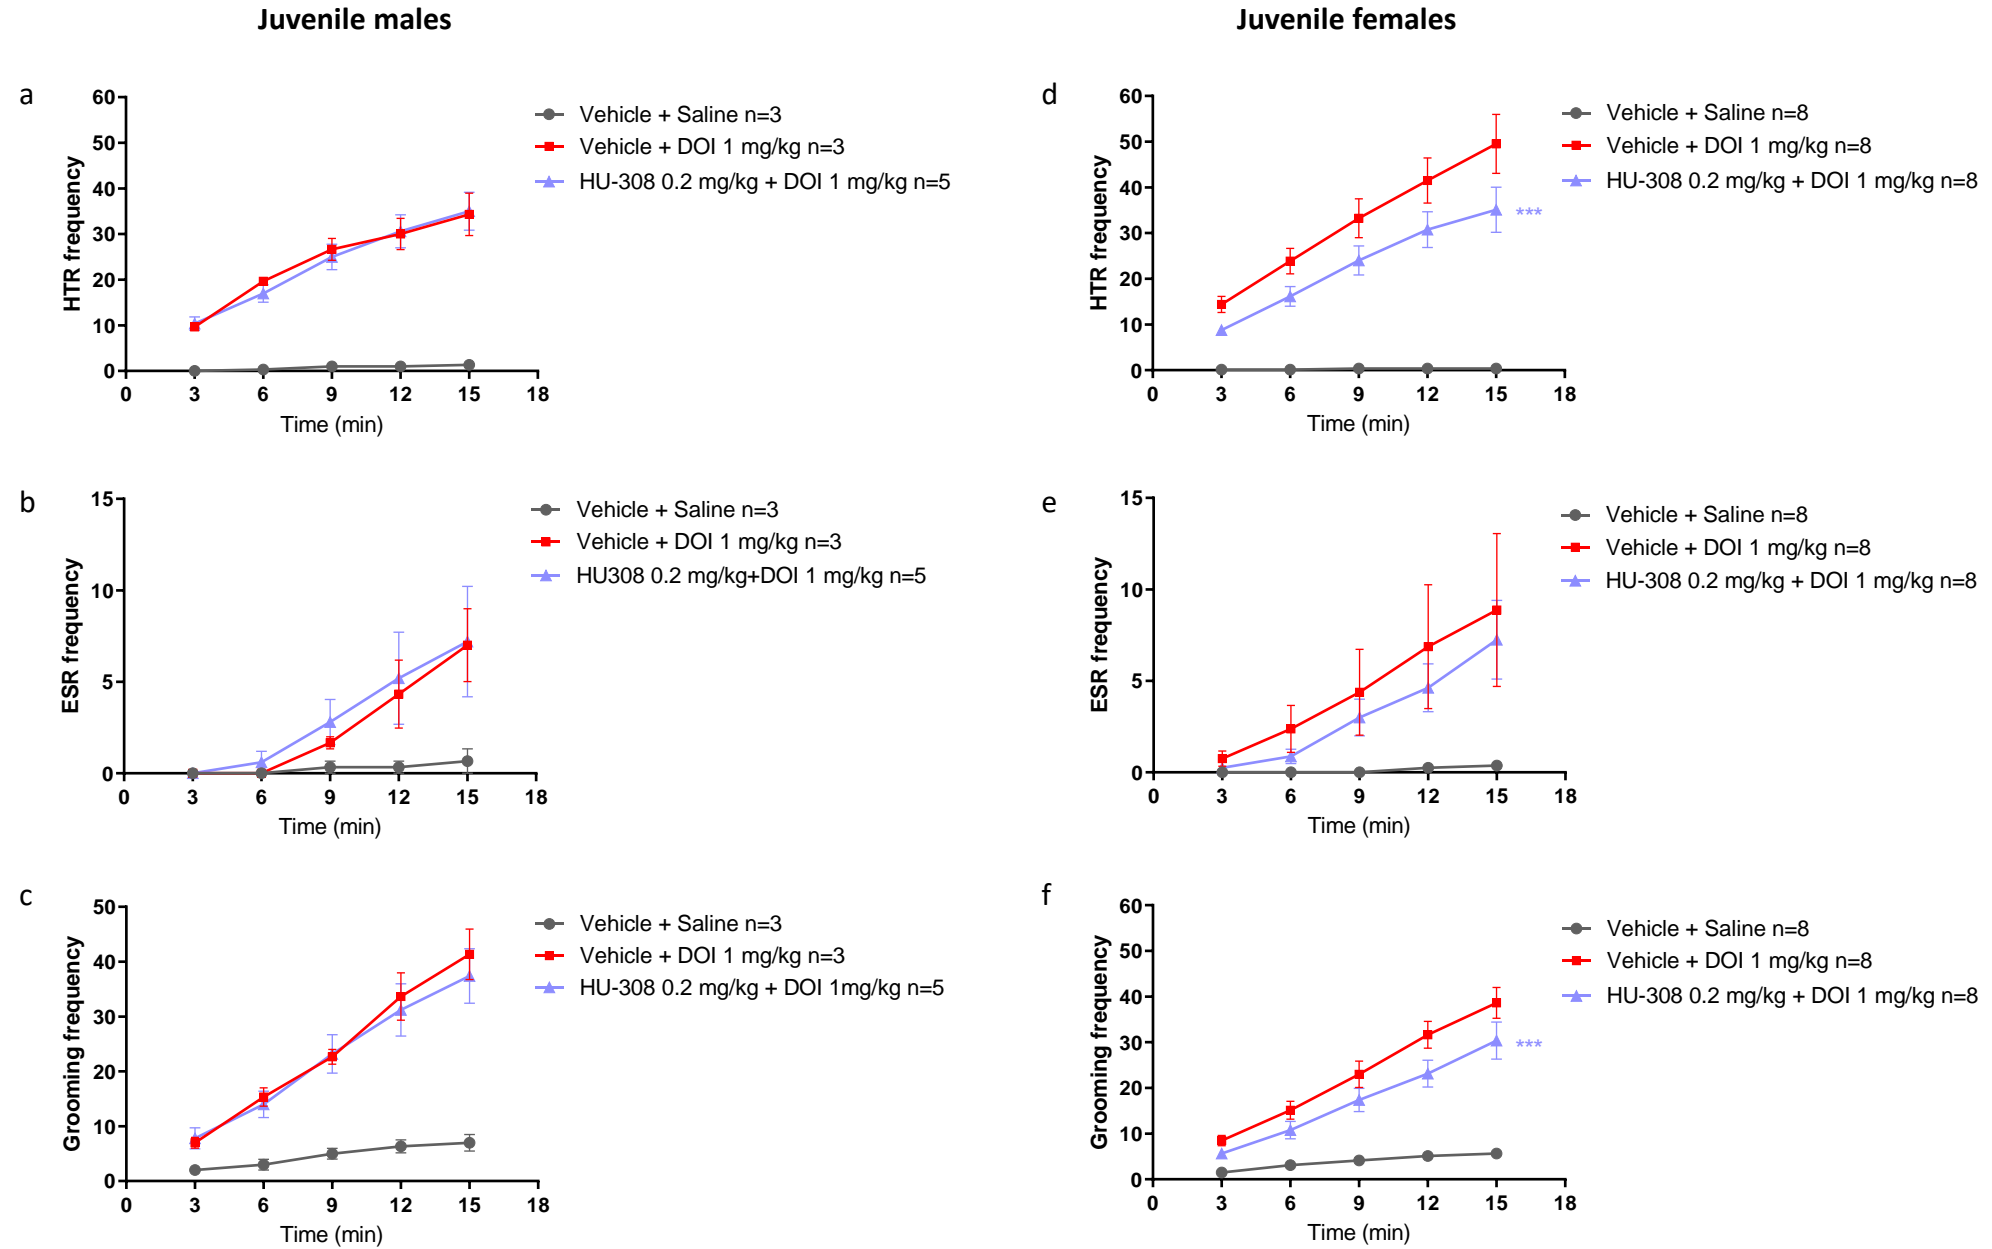 Juvenile males
Juvenile females
a
60
50
40
30
20
10
0
HTR frequency
0 3 6 9 12 15 18
Time (min)
Vehicle + Saline n=3
Vehicle + DOI 1 mg/kg n=3
HU-308 0.2 mg/kg + DOI 1 mg/kg n=5
d
60
50
40
30
20
10
0
HTR frequency
0 3 6 9 12 15 18
Time (min)
Vehicle + Saline n=8
Vehicle + DOI 1 mg/kg n=8
HU-308 0.2 mg/kg + DOI 1 mg/kg n=8
***
b
15
10
5
0
ESR frequency
0 3 6 9 12 15 18
Time (min)
Vehicle + Saline n=3
Vehicle + DOI 1 mg/kg n=3
HU308 0.2 mg/kg+DOI 1 mg/kg n=5
e
15
10
5
0
ESR frequency
0 3 6 9 12 15 18
Time (min)
Vehicle + Saline n=8
Vehicle + DOI 1 mg/kg n=8
HU-308 0.2 mg/kg + DOI 1 mg/kg n=8
c
50
40
30
20
10
0
Grooming frequency
0 3 6 9 12 15 18
Time (min)
Vehicle + Saline n=3
Vehicle + DOI 1 mg/kg n=3
HU-308 0.2 mg/kg + DOI 1mg/kg n=5
f
60
50
40
30
20
10
0
Grooming frequency
0 3 6 9 12 15 18
Time (min)
Vehicle + Saline n=8
Vehicle + DOI 1 mg/kg n=8
HU-308 0.2 mg/kg + DOI 1 mg/kg n=8
***